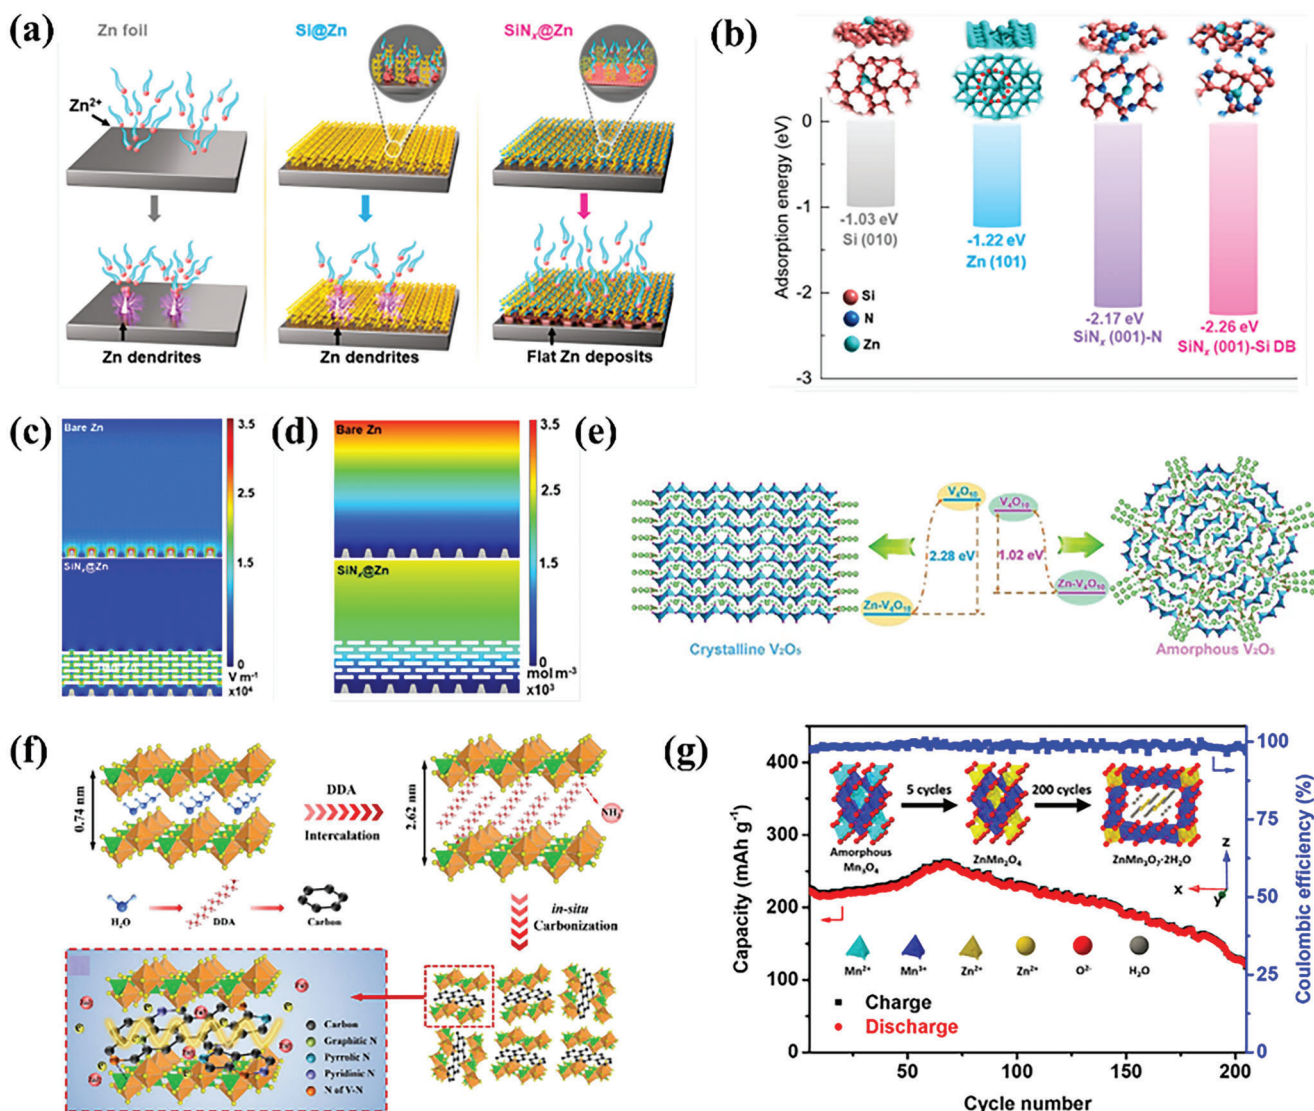 (a)
Zn foil
Si@Zn
SiNx@Zn
Zn2+
Zn dendrites
Zn dendrites
Flat Zn deposits
(b)
Adsorption energy (eV)
0
-1
-2
-3
-1.03 eV
Si (010)
-1.22 eV
Zn (101)
-2.17 eV
SiNx (001)-N
-2.26 eV
SiNx (001)-Si DB
Si
N
Zn
(c)
Bare Zn
SiNx@Zn
3.5
1.5
0
V m-1
x10⁴
(d)
Bare Zn
SiNx@Zn
3.5
1.5
0
mol m-3
x10³
(e)
V4O10
V4O10
2.28 eV
1.02 eV
Zn-V4O10
Zn-V4O10
Crystalline V2O5
Amorphous V2O5
(f)
0.74 nm
DDA
Intercalation
2.62 nm
H2O
DDA
Carbon
in-situ
Carbonization
Carbon
Graphitic N
Pyrrolic N
Pyridinic N
N of V-N
(g)
Capacity (mAh g-1)
400
350
300
250
200
100
0
5 cycles
200 cycles
Amorphous
Mn3O4
ZnMn2O4
ZnMn3O7·2H2O
z
x
y
Mn2+
Mn3+
Zn2+
Zn2+
O2-
H2O
Charge
Discharge
50
100
150
200
Cycle number
100
75
50
25
0
Coulombic efficiency (%)